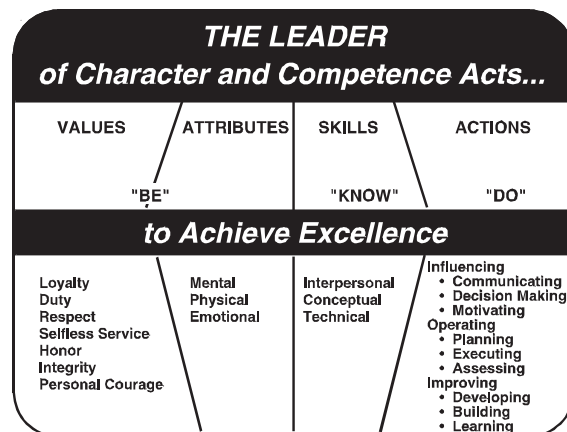 THE LEADER
of Character and Competence Acts...
VALUES
ATTRIBUTES
SKILLS
ACTIONS
"BE"
"KNOW"
"DO"
to Achieve Excellence
Loyalty
Duty
Respect
Selfless Service
Honor
Integrity
Personal Courage
Mental
Physical
Emotional
Interpersonal
Conceptual
Technical
Influencing
• Communicating
• Decision Making
• Motivating
Operating
• Planning
• Executing
• Assessing
Improving
• Developing
• Building
• Learning